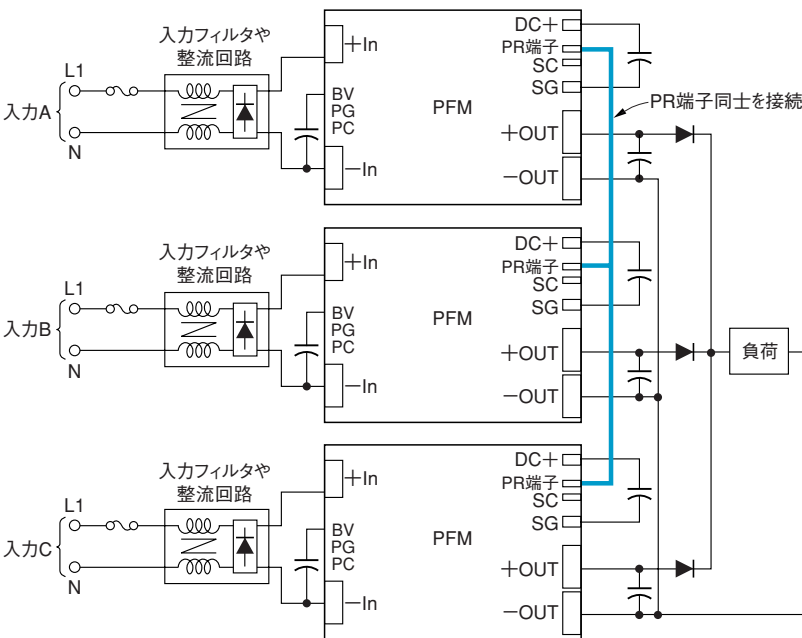 入力フィルタや
整流回路
L1
入力A
N
+In
BV
PG
PC
−In
PFM
DC+
PR端子
SC
SG
+OUT
−OUT
PR端子同士を接続
入力フィルタや
整流回路
L1
入力B
N
+In
BV
PG
PC
−In
PFM
DC+
PR端子
SC
SG
+OUT
−OUT
負荷
入力フィルタや
整流回路
L1
入力C
N
+In
BV
PG
PC
−In
PFM
DC+
PR端子
SC
SG
+OUT
−OUT